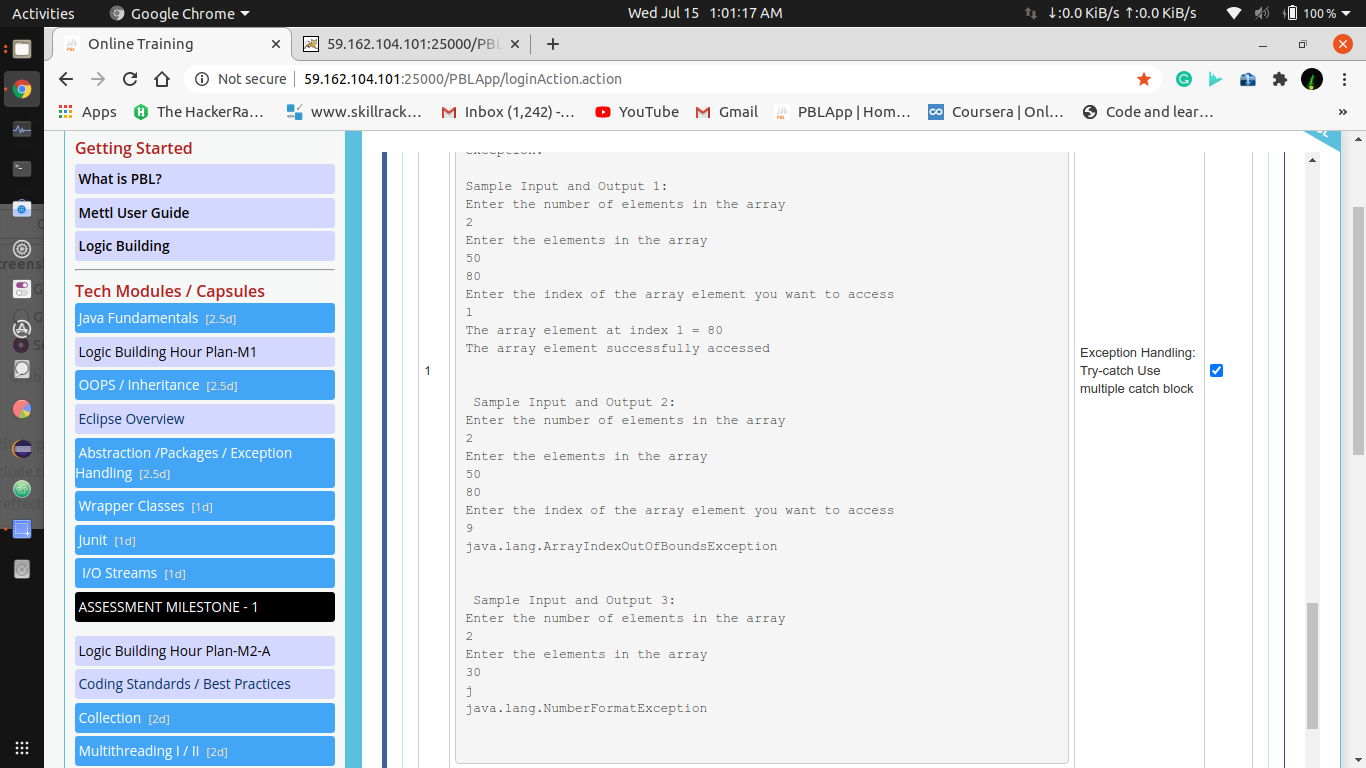 Activities
Google Chrome
Wed Jul 15 1:01:17 AM
↓:0.0 KiB/s ↑:0.0 KiB/s
100 %
Online Training
59.162.104.101:25000/PBL
Not secure
59.162.104.101:25000/PBLApp/loginAction.action
Apps
The HackerRa...
www.skillrack...
Inbox (1,242) -...
YouTube
Gmail
PBLApp | Hom...
Coursera | Onl...
Code and lear...
»
Getting Started
What is PBL?
Mettl User Guide
Logic Building
Tech Modules / Capsules
Java Fundamentals [2.5d]
Logic Building Hour Plan-M1
OOPS / Inheritance [2.5d]
Eclipse Overview
Abstraction /Packages / Exception
Handling [2.5d]
Wrapper Classes [1d]
Junit [1d]
I/O Streams [1d]
ASSESSMENT MILESTONE - 1
Logic Building Hour Plan-M2-A
Coding Standards / Best Practices
Collection [2d]
Multithreading I / II [2d]
1
Sample Input and Output 1:
Enter the number of elements in the array
2
Enter the elements in the array
50
80
Enter the index of the array element you want to access
1
The array element at index 1 = 80
The array element successfully accessed
Sample Input and Output 2:
Enter the number of elements in the array
2
Enter the elements in the array
50
80
Enter the index of the array element you want to access
9
java.lang.ArrayIndexOutOfBoundsException
Sample Input and Output 3:
Enter the number of elements in the array
2
Enter the elements in the array
30
j
java.lang.NumberFormatException
Exception Handling:
Try-catch Use
multiple catch block